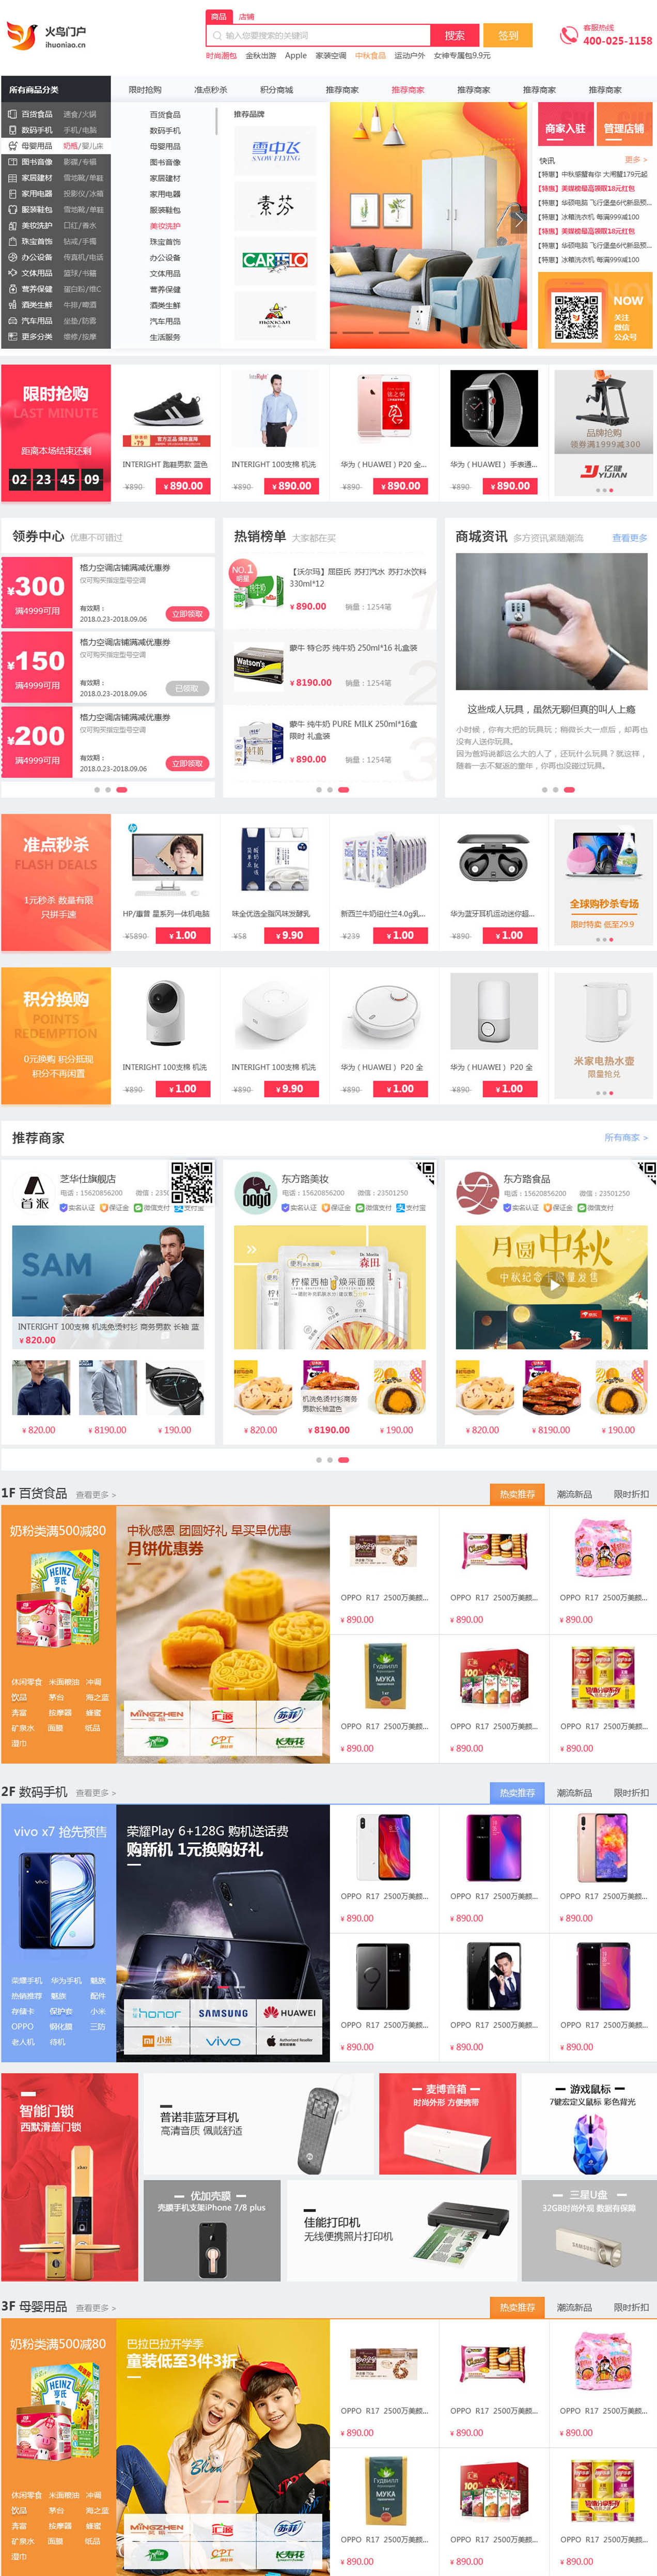 火鸟门户
ihuoniao.cn
商品 店铺
输入要搜索的关键词
搜索
签到
客服热线
400-025-1158
时尚潮包 金秋出游 Apple 家装空调 中秋食品 运动户外 女神专属包9.9元
所有商品分类 限时抢购 准点秒杀 积分商城 推荐商家 推荐商家 推荐商家 推荐商家 推荐商家
百货食品 速食/火锅
数码手机 手机/电脑
母婴用品 奶瓶/婴儿床
图书音像 影碟/专辑
家居建材 雪地靴/单鞋
家用电器 投影仪/冰箱
服装鞋包 雪地靴/单鞋
美妆洗护 口红/香水
珠宝首饰 钻戒/手镯
办公设备 传真机/电话
文体用品 篮球/书籍
营养保健 蛋白粉/维C
酒类生鲜 牛排/啤酒
汽车用品 坐垫/防雾
更多分类 维修/按摩
百货食品
数码手机
母婴用品
图书音像
家居建材
家用电器
服装鞋包
美妆洗护
珠宝首饰
办公设备
文体用品
营养保健
酒类生鲜
汽车用品
生活服务
推荐品牌
雪中飞
SNOW FLYING
素芬
CARTELO
mexican
商家入驻
管理店铺
快讯 更多 >
[特惠] 中秋感蟹有你 大闸蟹179元起
[特惠] 美媒榜最高领取18元红包
[特惠] 华硕电脑 飞行堡垒6代新品预...
[特惠] 冰箱洗衣机 每满999减100
[特惠] 美媒榜最高领取18元红包
[特惠] 华硕电脑 飞行堡垒6代新品预...
[特惠] 冰箱洗衣机 每满999减100
NOW
关注
微信
公众号
限时抢购
LAST MINUTE
距离本场结束还剩
02 23 45 09
INTERIGHT 跑鞋男款 蓝色
¥890 ¥ 890.00
INTERIGHT 100支棉 机洗
¥890 ¥ 890.00
华为（HUAWEI）P20 全...
¥890 ¥ 890.00
华为（HUAWEI） 手表通...
¥890 ¥ 890.00
品牌抢购
领券满1999减300
亿健
YIJIAN
领券中心 优惠不可错过
¥300
满4999可用
格力空调店铺满减优惠券
仅可购买指定型号空调
有效期：
2018.0.23-2018.09.06
立即领取
¥150
满4999可用
格力空调店铺满减优惠券
仅可购买指定型号空调
有效期：
2018.0.23-2018.09.06
已领取
¥200
满4999可用
格力空调店铺满减优惠券
仅可购买指定型号空调
有效期：
2018.0.23-2018.09.06
立即领取
热销榜单 大家都在买
NO.1
销量
【沃尔玛】屈臣氏 苏打汽水 苏打水饮料
330ml*12
¥ 890.00 销量：1254笔
Watson's
蒙牛 特仑苏 纯牛奶 250ml*16 礼盒装
¥ 8190.00 销量：1254笔
蒙牛 纯牛奶 PURE MILK 250ml*16盒
限时 礼盒装
¥ 890.00 销量：1254笔
商城资讯 多方资讯紧随潮流 查看更多
这些成人玩具，虽然无聊但真的叫人上瘾
小时候，你有大把的玩具玩；稍微长大一点后，却再也
没有人送你玩具。
因为爸妈说都这么大的人了，还玩什么玩具？就这样，
随着一去不复返的童年，你再也没碰过玩具。
准点秒杀
FLASH DEALS
1元秒杀 数量有限
只拼手速
HP/惠普 星系列一体机电脑
¥5890 ¥ 1.00
味全优选全脂风味发酵乳
¥58 ¥ 9.90
新西兰牛奶纽仕兰4.0g乳...
¥239 ¥ 1.00
华为蓝牙耳机运动迷你超...
¥890 ¥ 1.00
全球购秒杀专场
限时特卖 低至29.9
积分换购
POINTS
REDEMPTION
0元换购 积分抵现
积分不再闲置
INTERIGHT 100支棉 机洗
¥890 ¥ 1.00
INTERIGHT 100支棉 机洗
¥890 ¥ 9.90
华为（HUAWEI） P20 全
¥890 ¥ 1.00
华为（HUAWEI） P20 全
¥890 ¥ 1.00
米家电热水壶
限量抢兑
推荐商家 所有商家 >
首派
芝华仕旗舰店
电话：15620856200 微信：2350
实名认证 保证金 微信支付 支付宝
SAM
INTERIGHT 100支棉 机洗免烫衬衫 商务男款 长袖 蓝
¥ 820.00
¥ 820.00 ¥ 8190.00 ¥ 190.00
东方路美妆
电话：15620856200 微信：23501250
实名认证 保证金 微信支付 支付宝
森田
柠檬西柚 焕采面膜
机洗免烫衬衫商务
男款长袖蓝色
¥ 820.00 ¥ 8190.00 ¥ 190.00
东方路食品
电话：15620856200 微信：23501250
实名认证 保证金 微信支付
月圆中秋
中秋纪念卡限量发售
¥ 820.00 ¥ 8190.00 ¥ 190.00
1F 百货食品 查看更多 > 热卖推荐 潮流新品 限时折扣
奶粉类满500减80
HEINZ
亨氏
休闲零食 米面粮油 冲调
饮品 茅台 海之蓝
奔富 按摩器 蜂蜜
矿泉水 面膜 纸品
湿巾
中秋感恩 团圆好礼 早买早优惠
月饼优惠券
MINGZHEN 汇源 苏菲
CPT 长寿花
OPPO R17 2500万美颜...
¥ 890.00
OPPO R17 2500万美颜...
¥ 890.00
OPPO R17 2500万美颜...
¥ 890.00
ГУДВИЛЛ
МУКА
OPPO R17 2500万美颜...
¥ 890.00
OPPO R17 2500万美颜...
¥ 890.00
OPPO R17 2500万美颜...
¥ 890.00
2F 数码手机 查看更多 > 热卖推荐 潮流新品 限时折扣
vivo x7 抢先预售
荣耀手机 华为手机 魅族
热销推荐 魅族 配件
存储卡 保护套 小米
OPPO 钢化膜 三防
老人机 待机
荣耀Play 6+128G 购机送话费
购新机 1元换购好礼
honor SAMSUNG HUAWEI
小米 vivo Authorized Reseller
OPPO R17 2500万美颜...
¥ 890.00
OPPO R17 2500万美颜...
¥ 890.00
OPPO R17 2500万美颜...
¥ 890.00
OPPO R17 2500万美颜...
¥ 890.00
OPPO R17 2500万美颜...
¥ 890.00
OPPO R17 2500万美颜...
¥ 890.00
智能门锁
西默滑盖门锁
普诺菲蓝牙耳机
高清音质 佩戴舒适
麦博音箱
时尚外形 方便携带
游戏鼠标
7键宏定义鼠标 彩色背光
优加壳膜
壳膜手机支架iPhone 7/8 plus
佳能打印机
无线便携照片打印机
三星U盘
32GB时尚外观 数据有保障
SAMSUNG
3F 母婴用品 查看更多 > 热卖推荐 潮流新品 限时折扣
奶粉类满500减80
HEINZ
亨氏
休闲零食 米面粮油 冲调
饮品 茅台 海之蓝
奔富 按摩器 蜂蜜
矿泉水 面膜 纸品
湿巾
巴拉巴拉开学季
童装低至3件3折
MINGZHEN 汇源 苏菲
CPT 长寿花
OPPO R17 2500万美颜...
¥ 890.00
OPPO R17 2500万美颜...
¥ 890.00
OPPO R17 2500万美颜...
¥ 890.00
ГУДВИЛЛ
МУКА
OPPO R17 2500万美颜...
¥ 890.00
OPPO R17 2500万美颜...
¥ 890.00
OPPO R17 2500万美颜...
¥ 890.00